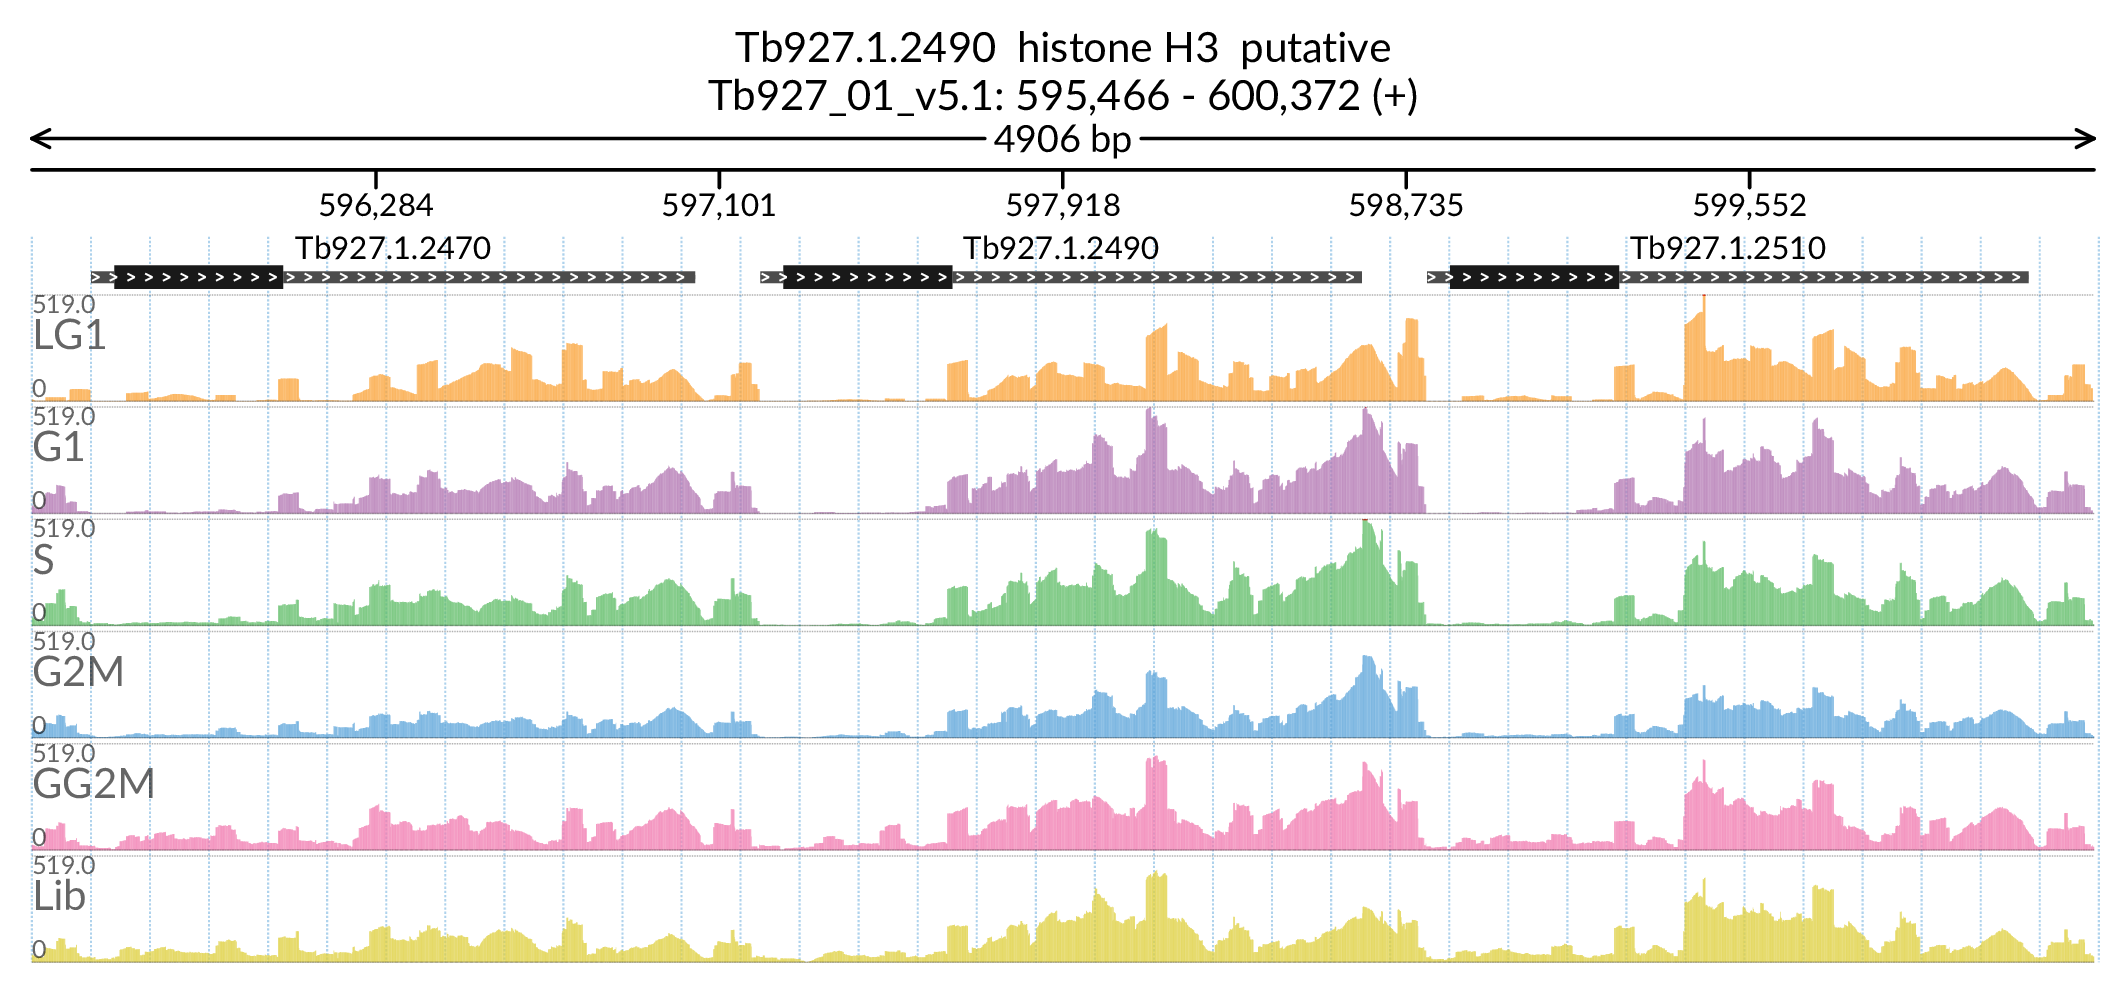 Tb927.1.2490  histone H3  putative
Tb927_01_v5.1: 595,466 - 600,372 (+)
4906 bp
596,284 597,101 597,918 598,735 599,552
Tb927.1.2470 Tb927.1.2490 Tb927.1.2510
519.0
LG1
0
519.0
G1
0
519.0
S
0
519.0
G2M
0
519.0
GG2M
0
519.0
Lib
0